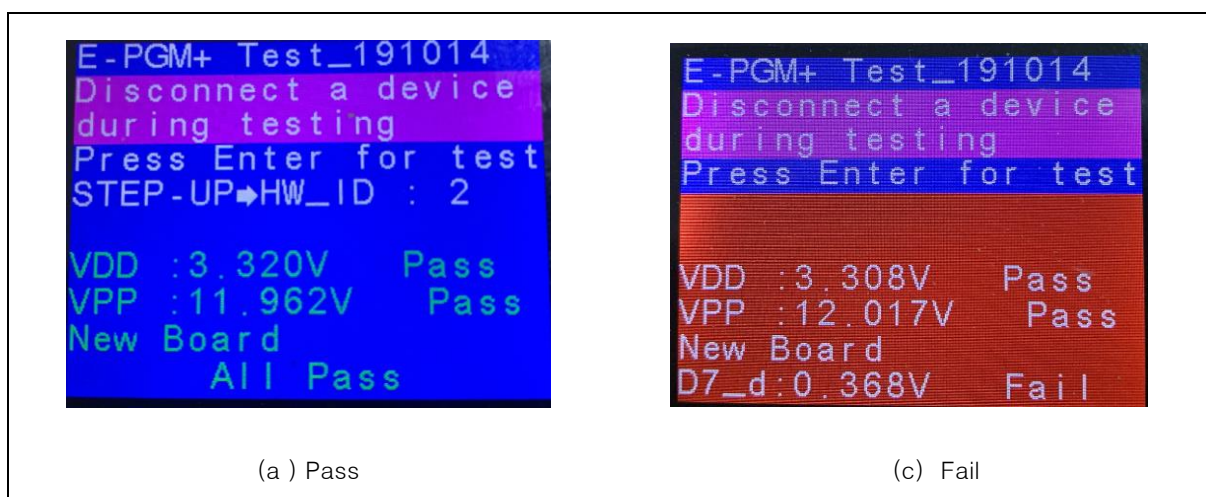 E-PGM+ Test_191014
Disconnect a device
during testing
Press Enter for test
STEP-UP➡HW_ID : 2
VDD :3.320V Pass
VPP :11.962V Pass
New Board
All Pass
(a ) Pass
E-PGM+ Test_191014
Disconnect a device
during testing
Press Enter for test
VDD :3.308V Pass
VPP :12.017V Pass
New Board
D7_d:0.368V Fail
(c) Fail